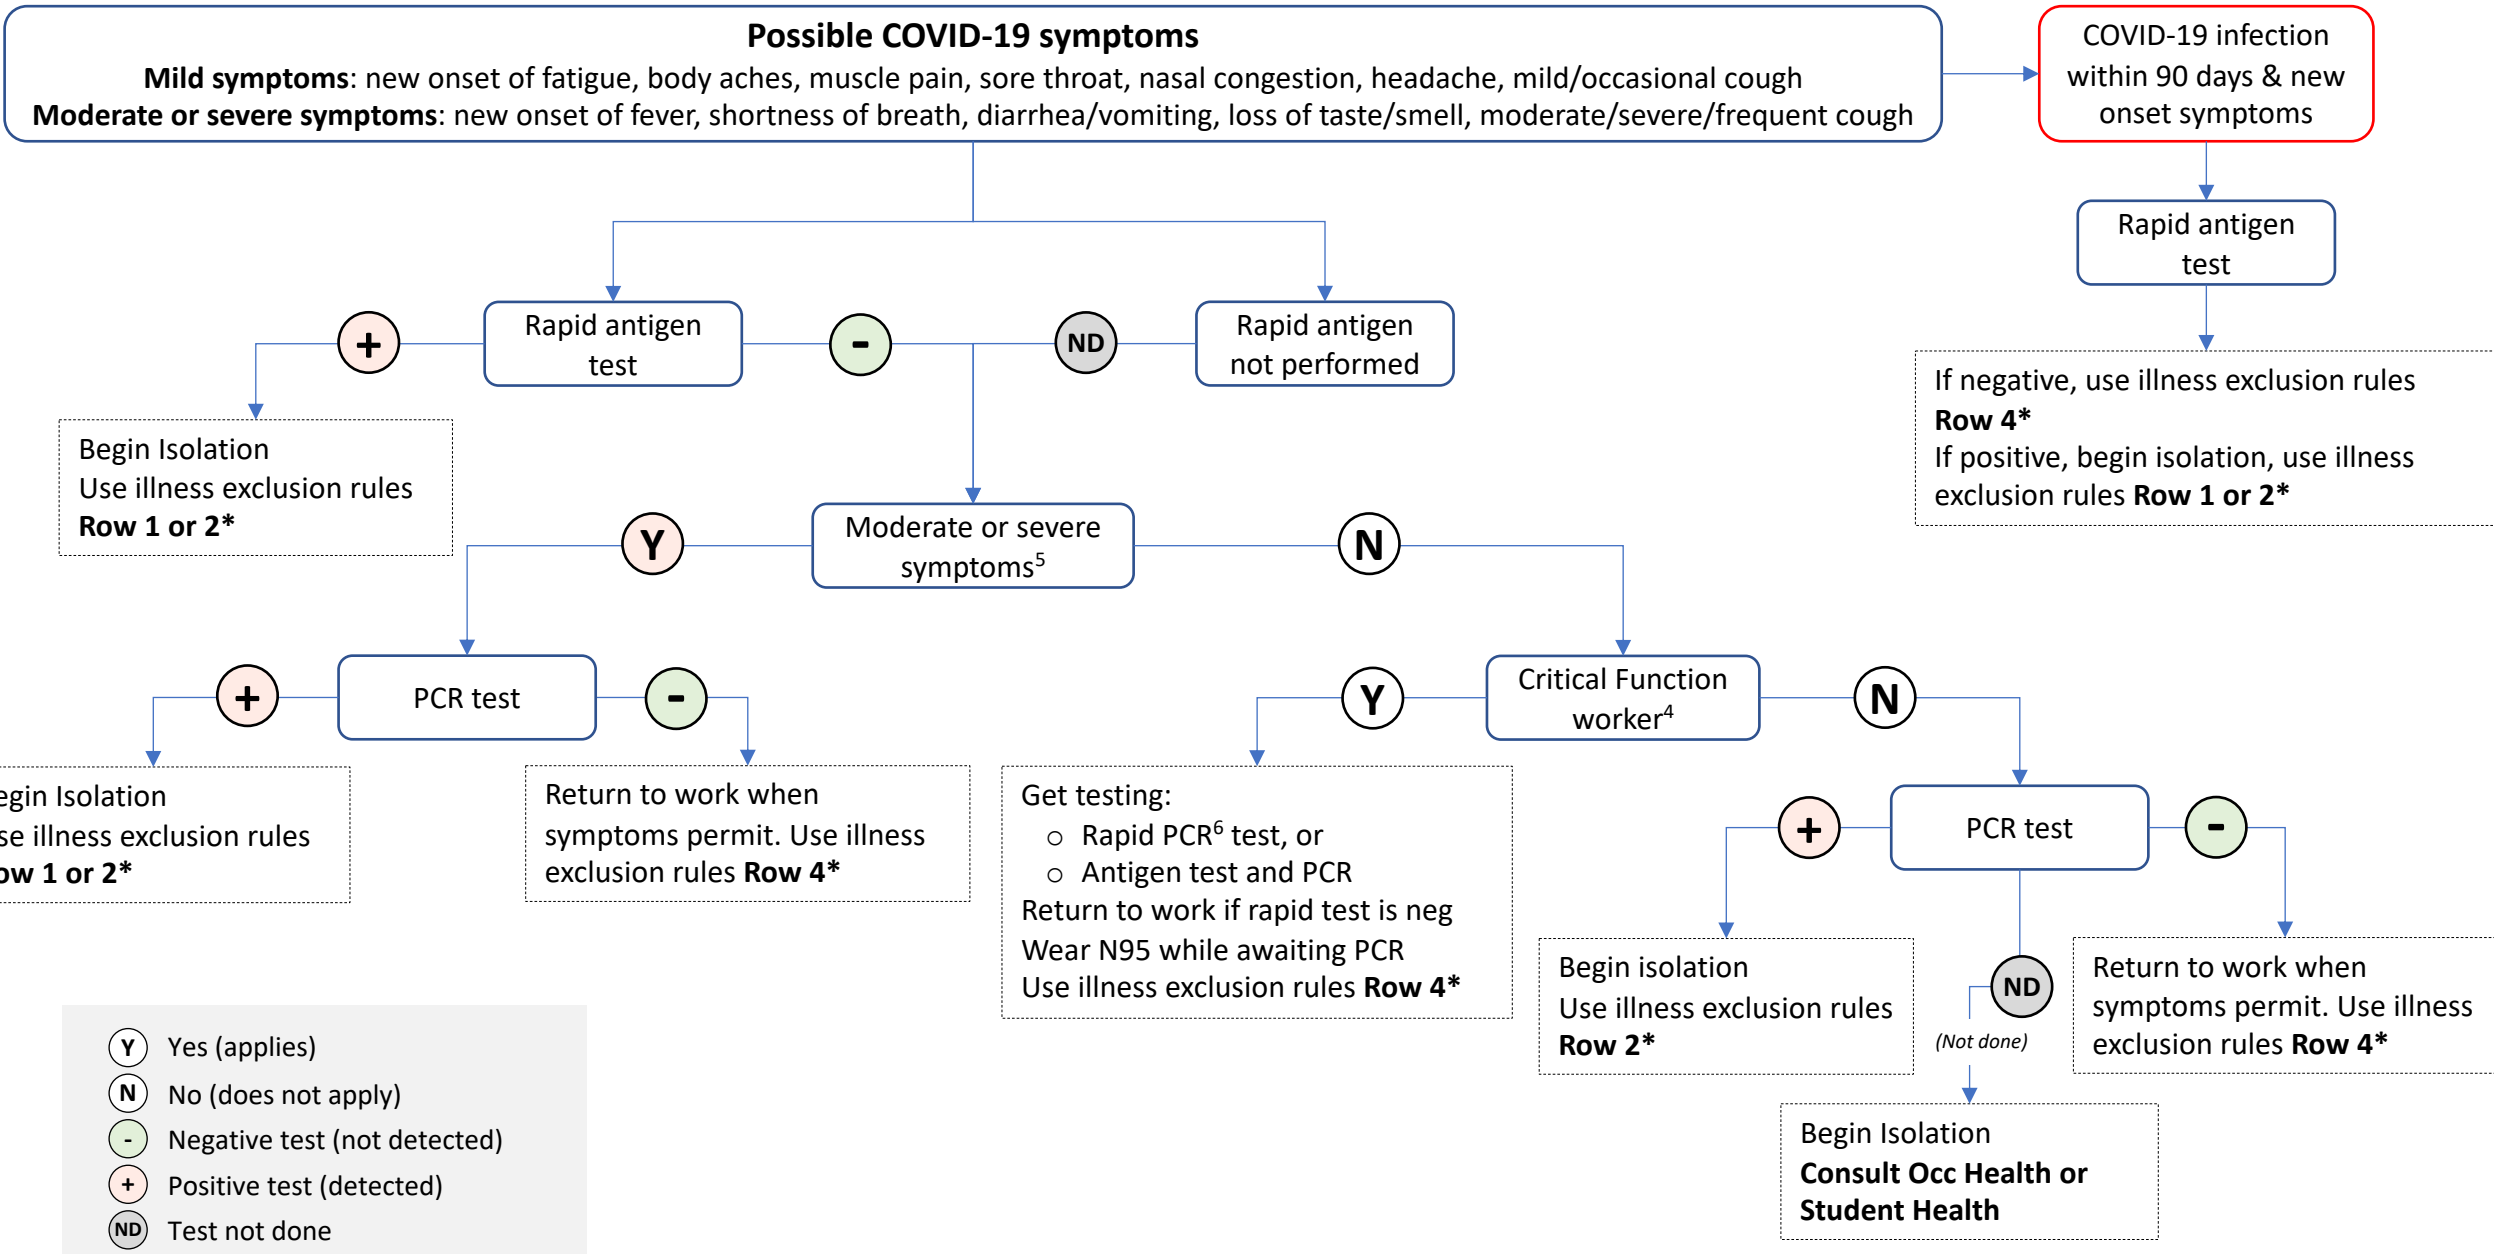 Possible COVID-19 symptoms
Mild symptoms: new onset of fatigue, body aches, muscle pain, sore throat, nasal congestion, headache, mild/occasional cough
Moderate or severe symptoms: new onset of fever, shortness of breath, diarrhea/vomiting, loss of taste/smell, moderate/severe/frequent cough
COVID-19 infection
within 90 days & new
onset symptoms
Rapid antigen
test
If negative, use illness exclusion rules
Row 4*
If positive, begin isolation, use illness
exclusion rules Row 1 or 2*
+
Rapid antigen
test
-
ND
Rapid antigen
not performed
Begin Isolation
Use illness exclusion rules
Row 1 or 2*
Y
Moderate or severe
symptoms5
N
+
PCR test
-
Y
Critical Function
worker4
N
egin Isolation
se illness exclusion rules
ow 1 or 2*
Return to work when
symptoms permit. Use illness
exclusion rules Row 4*
Get testing:
o Rapid PCR6 test, or
o Antigen test and PCR
Return to work if rapid test is neg
Wear N95 while awaiting PCR
Use illness exclusion rules Row 4*
+
PCR test
-
Begin isolation
Use illness exclusion rules
Row 2*
ND
(Not done)
Return to work when
symptoms permit. Use illness
exclusion rules Row 4*
Begin Isolation
Consult Occ Health or
Student Health
Y Yes (applies)
N No (does not apply)
- Negative test (not detected)
+ Positive test (detected)
ND Test not done